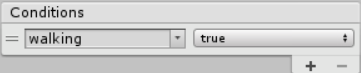 Conditions
walking true
+ −